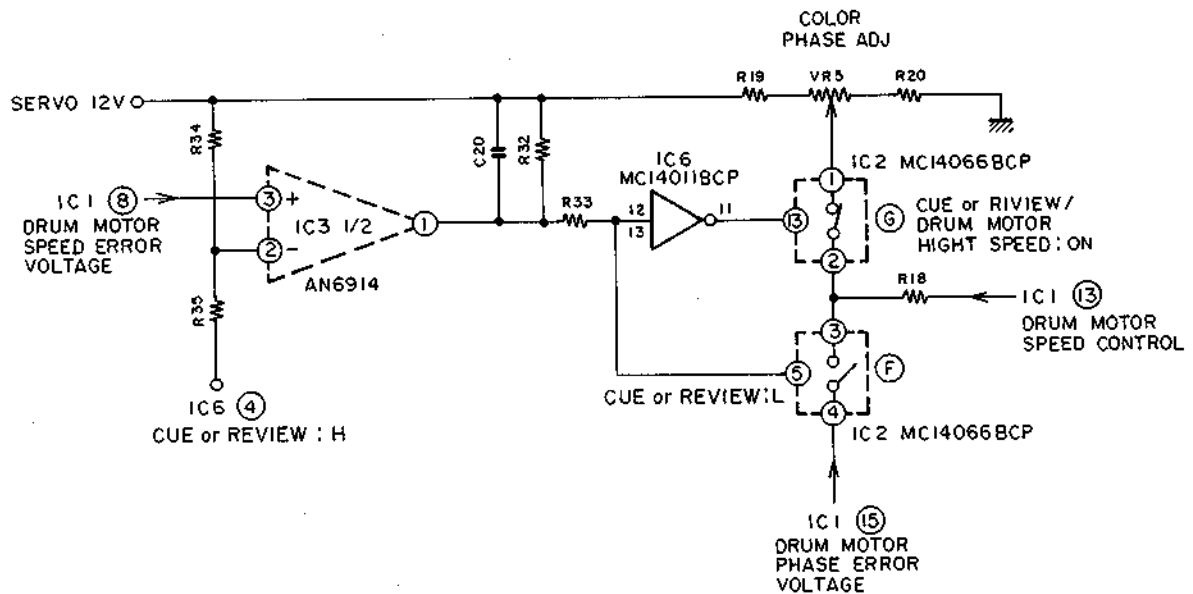 COLOR
PHASE ADJ
R19
VR5
R20
SERVO 12V
R34
C20
R32
IC6
MC14011BCP
IC2 MC14066BCP
IC1 8
DRUM MOTOR
SPEED ERROR
VOLTAGE
3 +
IC3 1/2
1
R33
12
13
11
13
1
G
CUE or RIVIEW/
DRUM MOTOR
HIGHT SPEED : ON
2 -
AN6914
2
R35
R18
IC1 13
DRUM MOTOR
SPEED CONTROL
3
5
F
CUE or REVIEW : L
4
IC2 MC14066BCP
IC6 4
CUE or REVIEW : H
IC1 15
DRUM MOTOR
PHASE ERROR
VOLTAGE